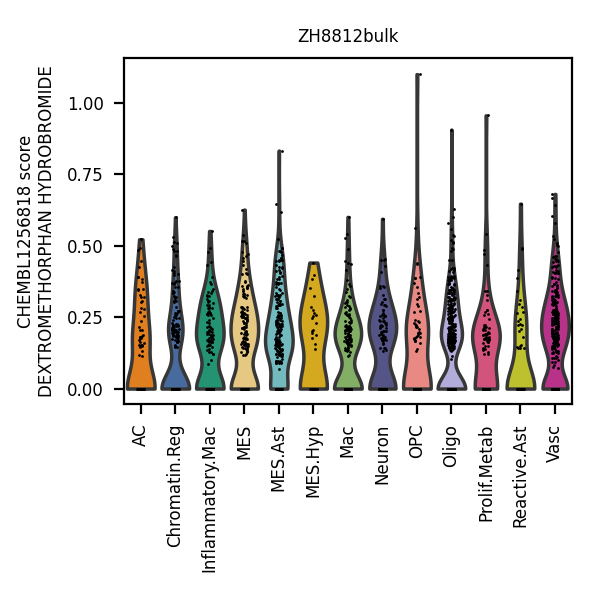 ZH8812bulk
CHEMBL1256818 score
DEXTROMETHORPHAN HYDROBROMIDE
1.00
0.75
0.50
0.25
0.00
AC
Chromatin.Reg
Inflammatory.Mac
MES
MES.Ast
MES.Hyp
Mac
Neuron
OPC
Oligo
Prolif.Metab
Reactive.Ast
Vasc